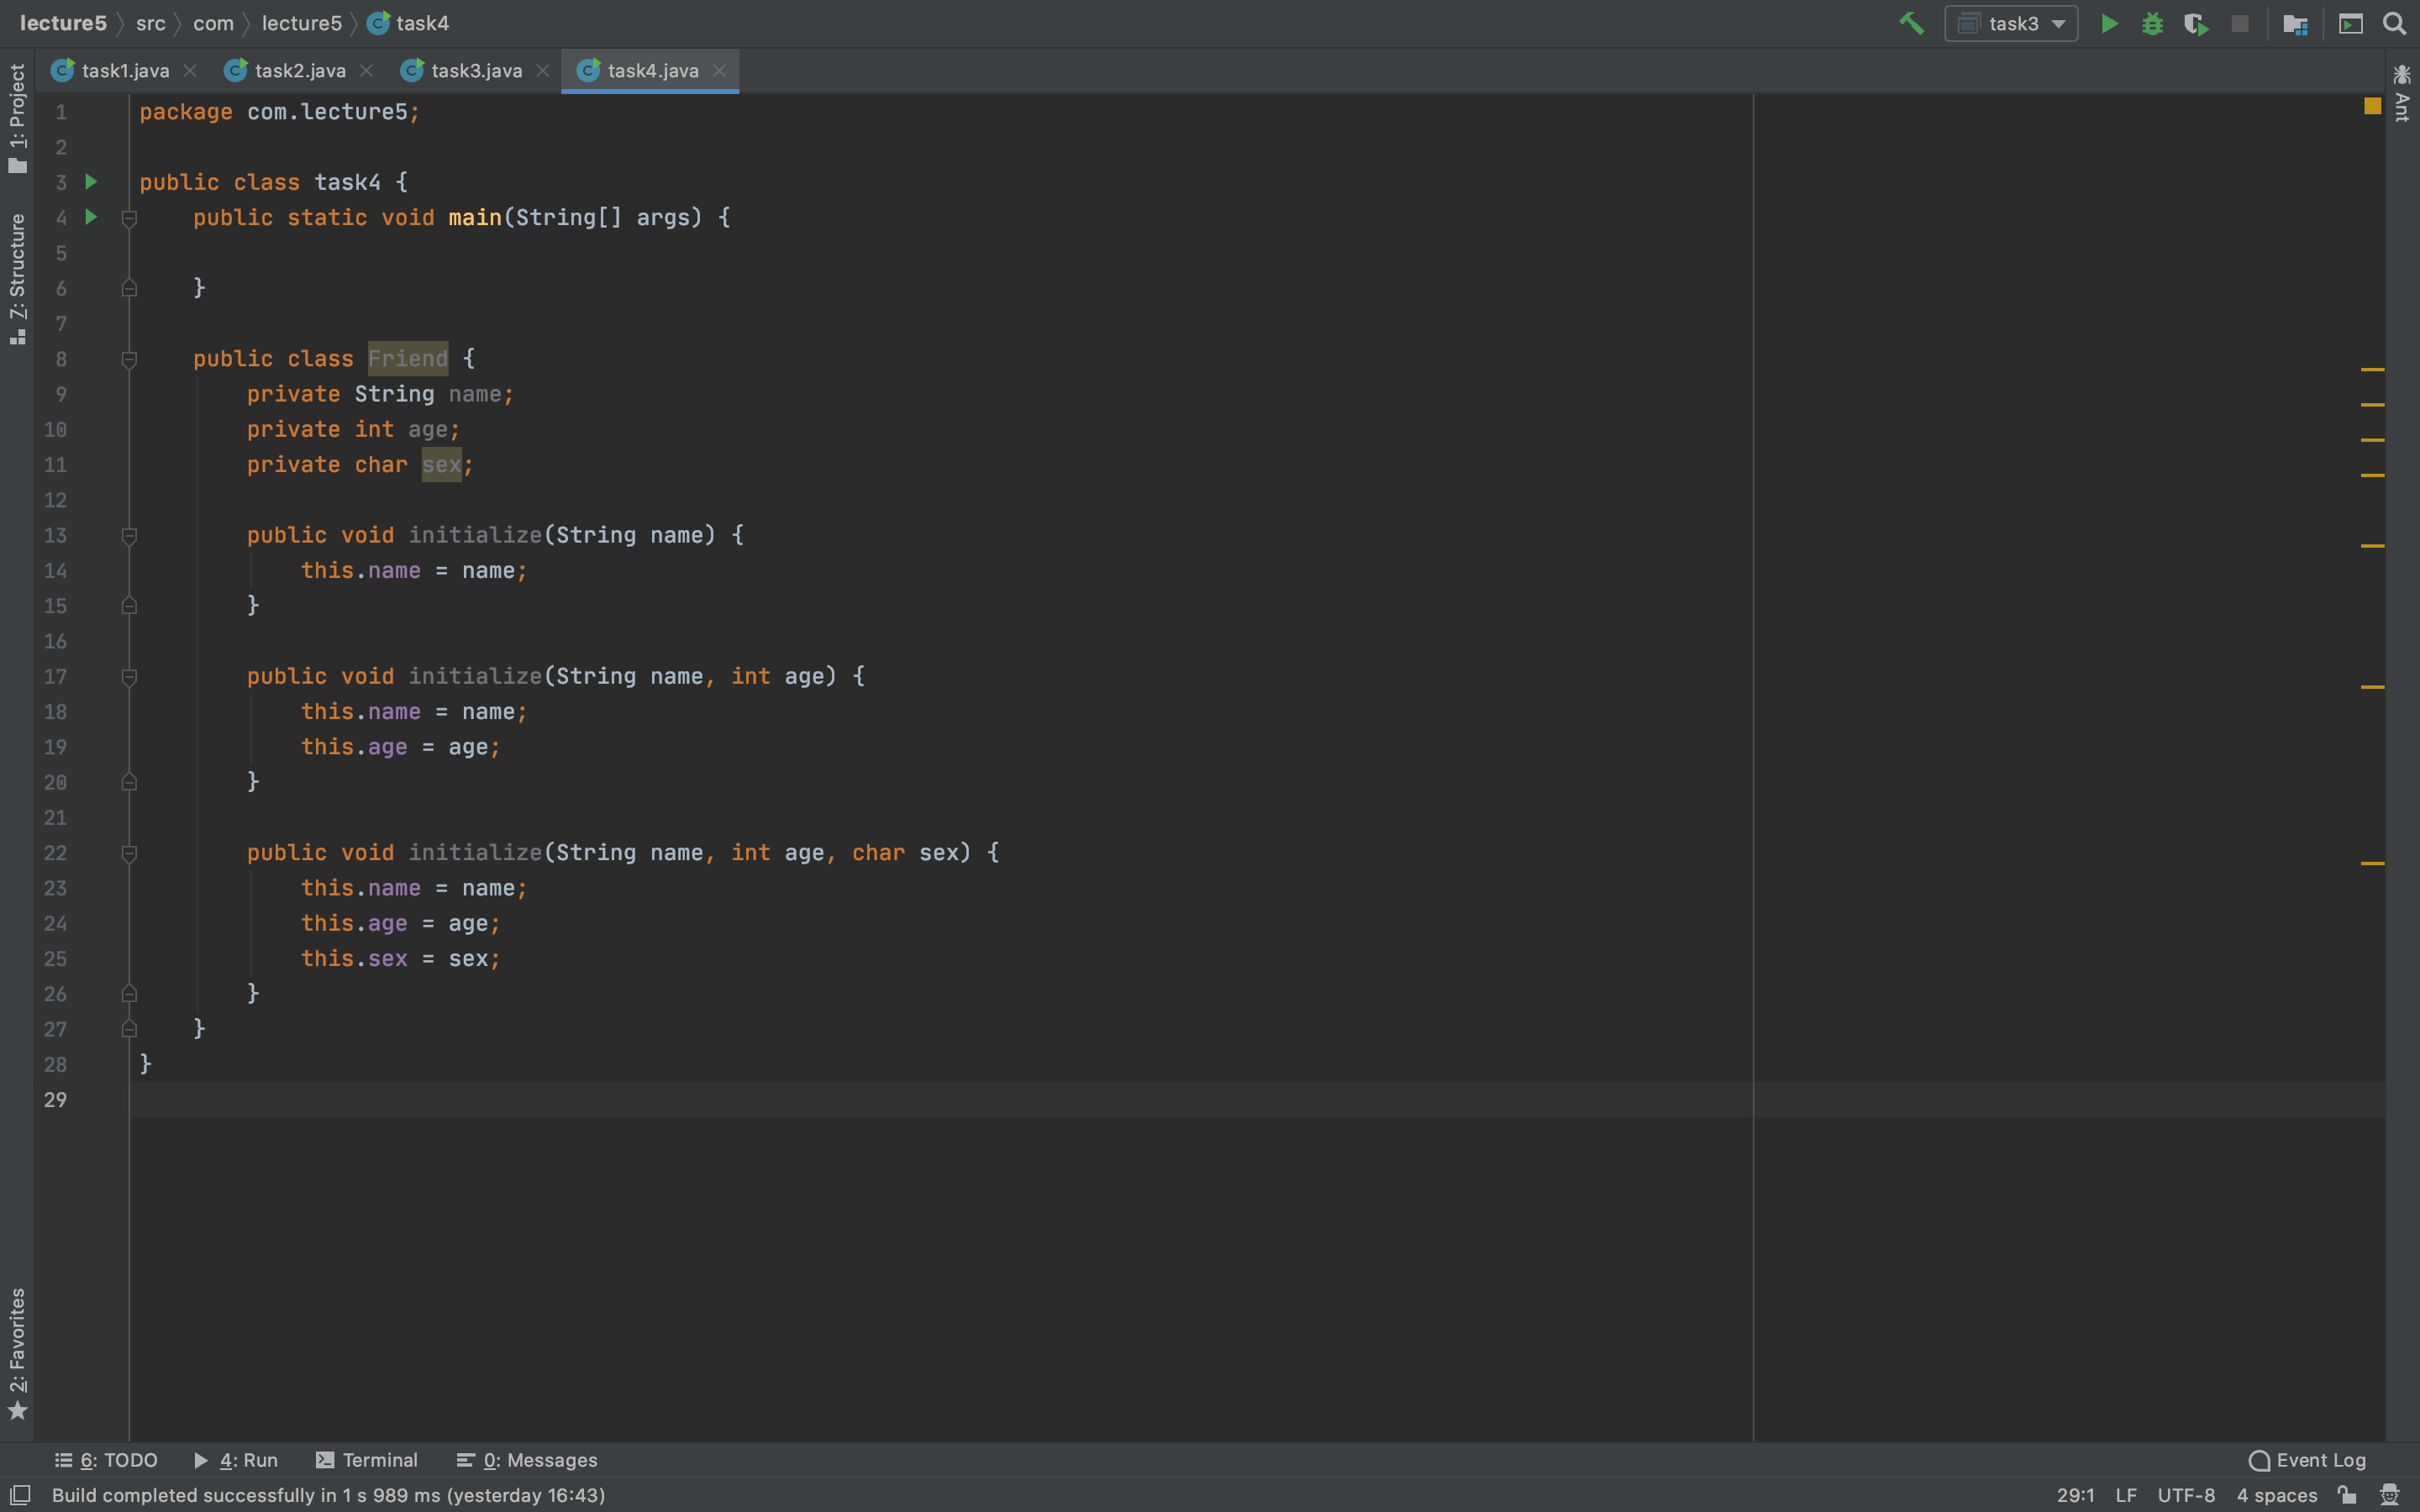 lecture5 src com lecture5 task4 task3
task1.java task2.java task3.java task4.java
1: Project
Z: Structure
2: Favorites
Ant
1 package com.lecture5;
2
3 public class task4 {
4 public static void main(String[] args) {
5
6 }
7
8 public class Friend {
9 private String name;
10 private int age;
11 private char sex;
12
13 public void initialize(String name) {
14 this.name = name;
15 }
16
17 public void initialize(String name, int age) {
18 this.name = name;
19 this.age = age;
20 }
21
22 public void initialize(String name, int age, char sex) {
23 this.name = name;
24 this.age = age;
25 this.sex = sex;
26 }
27 }
28 }
29
6: TODO 4: Run Terminal 0: Messages Event Log
Build completed successfully in 1 s 989 ms (yesterday 16:43) 29:1 LF UTF-8 4 spaces